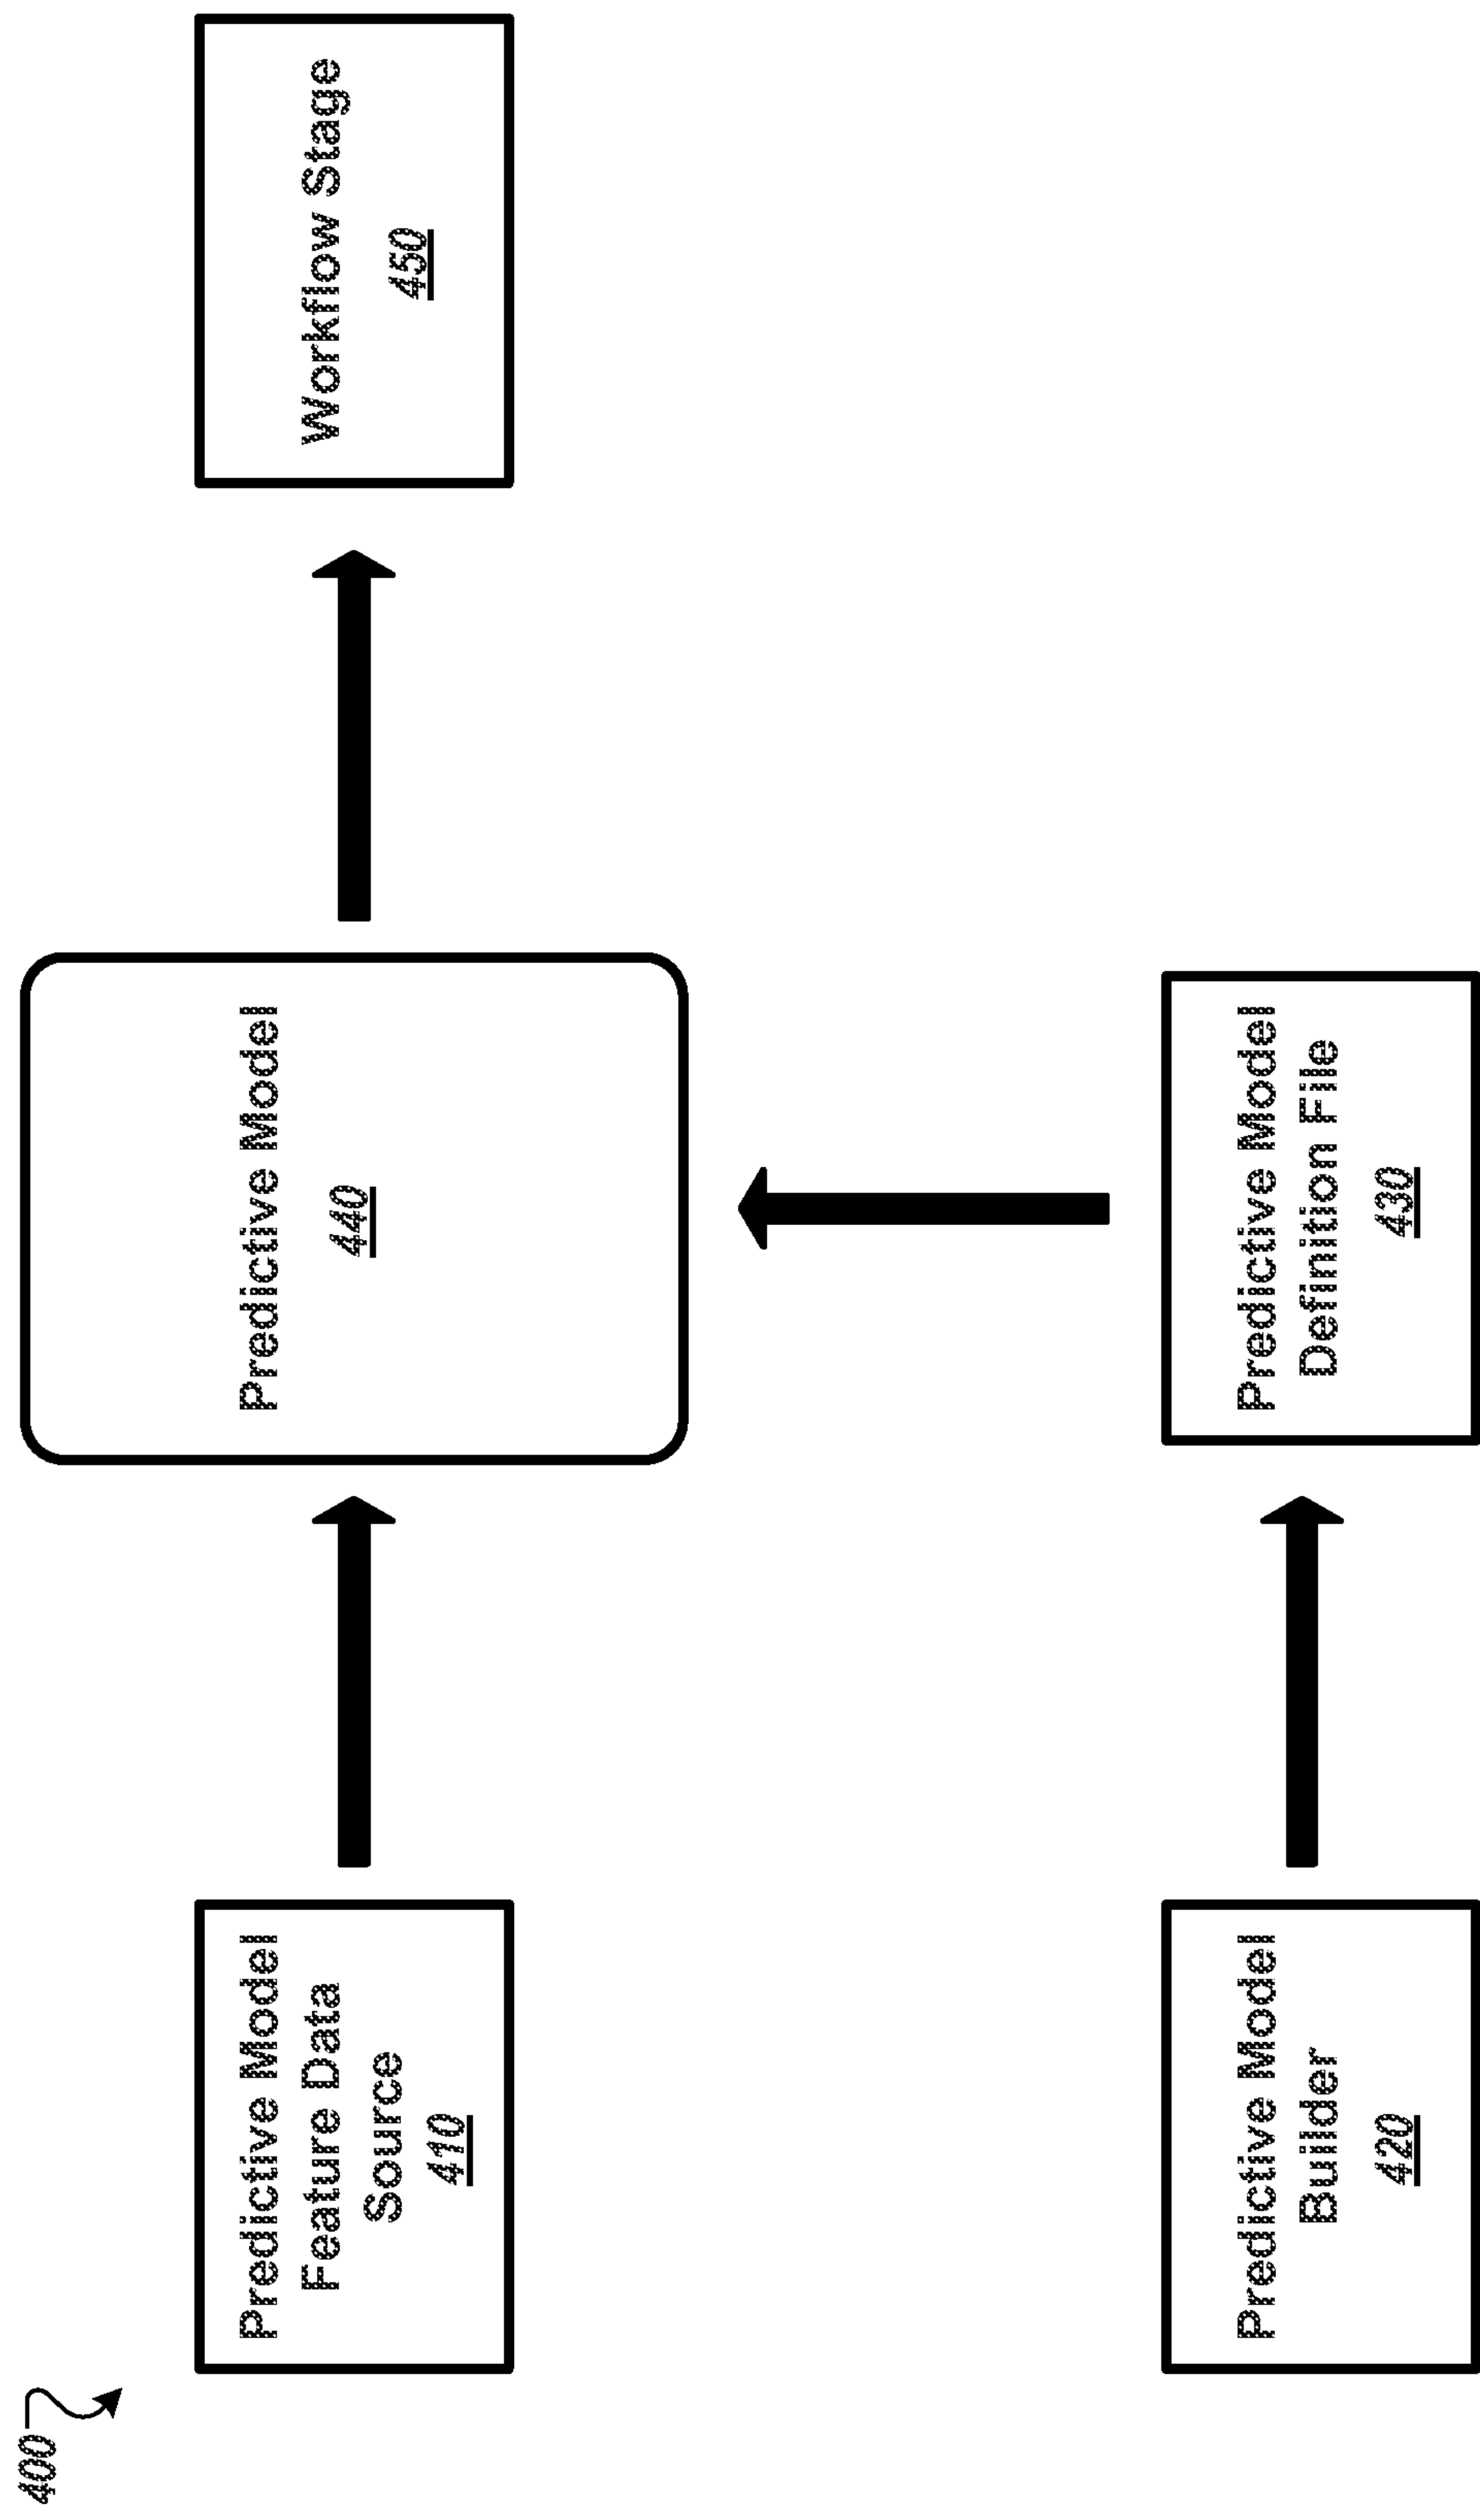 400
Predictive Model
Feature Data
Source
410
Predictive Model
440
Workflow Stage
450
Predictive Model
Builder
420
Predictive Model
Definition File
430